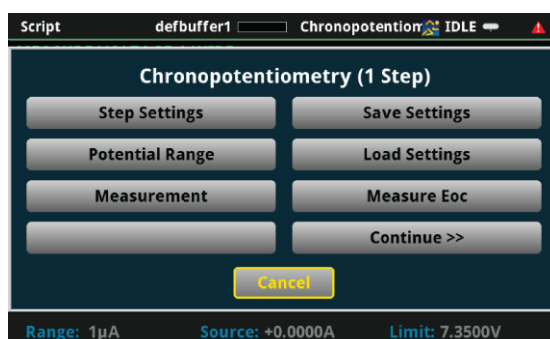 Script defbuffer1 Chronopotention IDLE
Chronopotentiometry (1 Step)
Step Settings Save Settings
Potential Range Load Settings
Measurement Measure Eoc
Continue >>
Cancel
Range: 1µA Source: +0.0000A Limit: 7.3500V